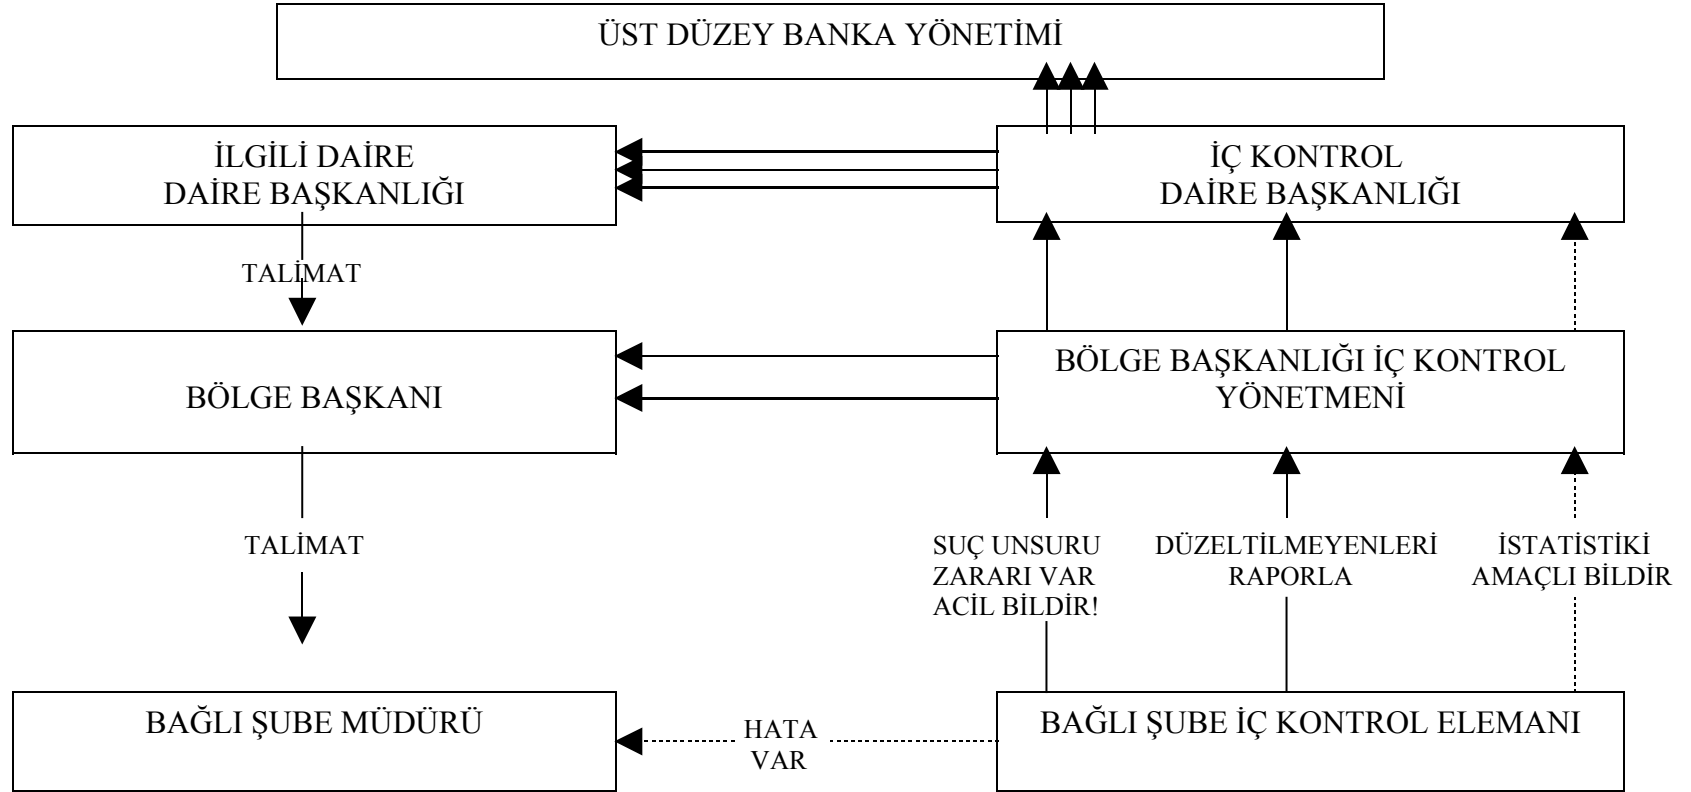 ÜST DÜZEY BANKA YÖNETİMİ
İLGİLİ DAİRE
DAİRE BAŞKANLIĞI
İÇ KONTROL
DAİRE BAŞKANLIĞI
TALİMAT
BÖLGE BAŞKANI
BÖLGE BAŞKANLIĞI İÇ KONTROL
YÖNETMENİ
TALİMAT
SUÇ UNSURU
ZARARI VAR
ACİL BİLDİR!
DÜZELTİLMEYENLERİ
RAPORLA
İSTATİSTİKİ
AMAÇLI BİLDİR
BAĞLI ŞUBE MÜDÜRÜ
HATA
VAR
BAĞLI ŞUBE İÇ KONTROL ELEMANI